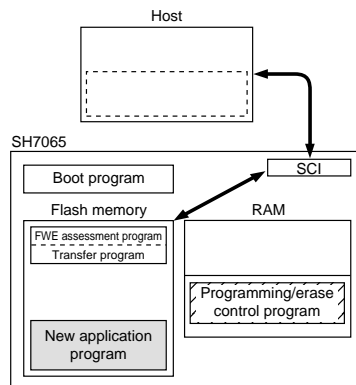 Host
SH7065
SCI
Boot program
Flash memory
RAM
FWE assessment program
Transfer program
Programming/erase
control program
New application
program